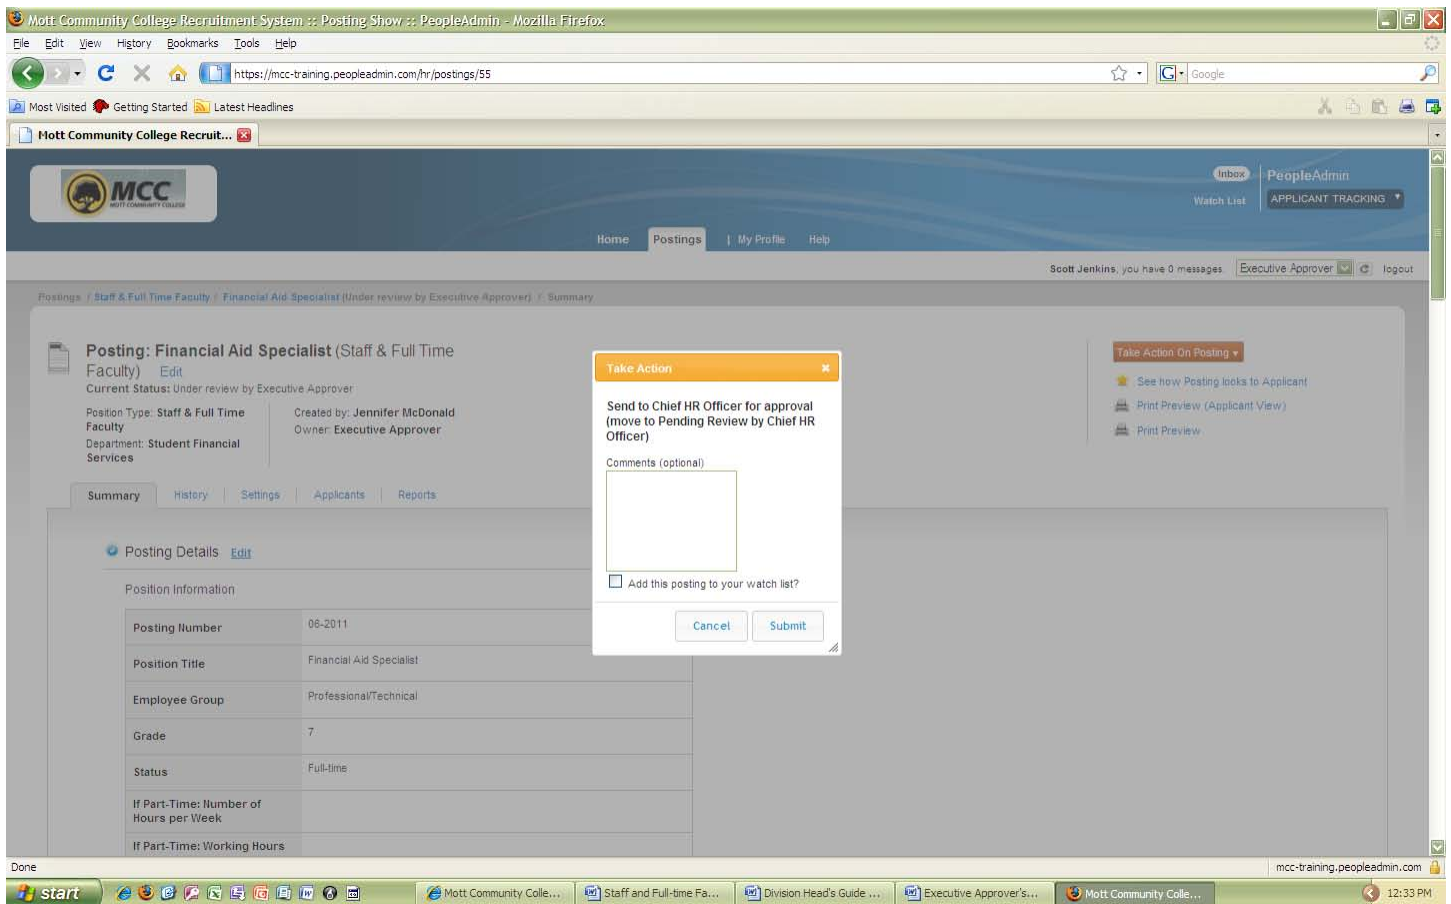 Mott Community College Recruitment System :: Posting Show :: PeopleAdmin - Mozilla Firefox
File Edit View History Bookmarks Tools Help
https://mcc-training.peopleadmin.com/hr/postings/55
Google
Most Visited Getting Started Latest Headlines
Mott Community College Recruit...
MCC
MOTT COMMUNITY COLLEGE
Inbox
PeopleAdmin
Watch List
APPLICANT TRACKING
Home Postings | My Profile Help
Scott Jenkins, you have 0 messages. Executive Approver logout
Postings / Staff & Full Time Faculty / Financial Aid Specialist (Under review by Executive Approver) / Summary
Posting: Financial Aid Specialist (Staff & Full Time
Faculty) Edit
Current Status: Under review by Executive Approver
Position Type: Staff & Full Time
Faculty
Department: Student Financial
Services
Created by: Jennifer McDonald
Owner: Executive Approver
Take Action On Posting
See how Posting looks to Applicant
Print Preview (Applicant View)
Print Preview
Take Action
Send to Chief HR Officer for approval
(move to Pending Review by Chief HR
Officer)
Comments (optional)
Add this posting to your watch list?
Cancel Submit
Summary History Settings Applicants Reports
Posting Details Edit
Position Information
Posting Number 06-2011
Position Title Financial Aid Specialist
Employee Group Professional/Technical
Grade 7
Status Full-time
If Part-Time: Number of
Hours per Week
If Part-Time: Working Hours
Done
mcc-training.peopleadmin.com
start
Mott Community Colle...
Staff and Full-time Fa...
Division Head's Guide ...
Executive Approver's...
Mott Community Colle...
12:33 PM